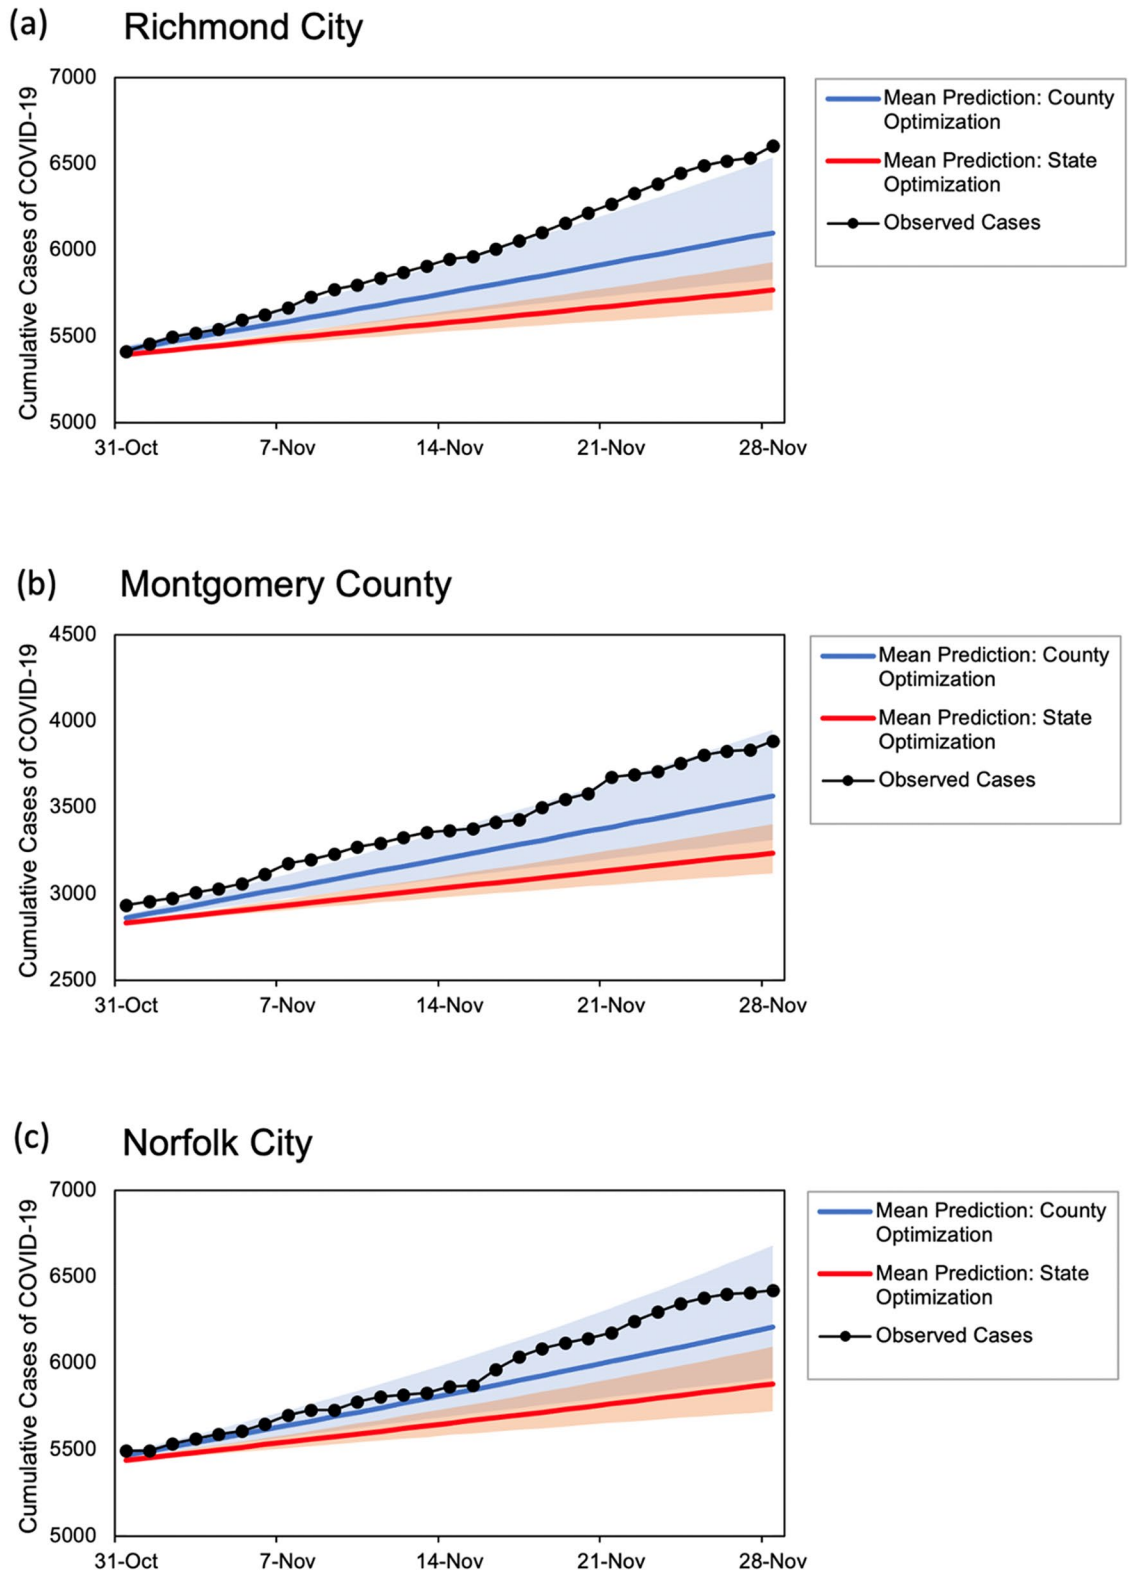 (a) Richmond City
Cumulative Cases of COVID-19
7000
6500
6000
5500
5000
31-Oct 7-Nov 14-Nov 21-Nov 28-Nov
Mean Prediction: County
Optimization
Mean Prediction: State
Optimization
Observed Cases
(b) Montgomery County
Cumulative Cases of COVID-19
4500
4000
3500
3000
2500
31-Oct 7-Nov 14-Nov 21-Nov 28-Nov
Mean Prediction: County
Optimization
Mean Prediction: State
Optimization
Observed Cases
(c) Norfolk City
Cumulative Cases of COVID-19
7000
6500
6000
5500
5000
31-Oct 7-Nov 14-Nov 21-Nov 28-Nov
Mean Prediction: County
Optimization
Mean Prediction: State
Optimization
Observed Cases